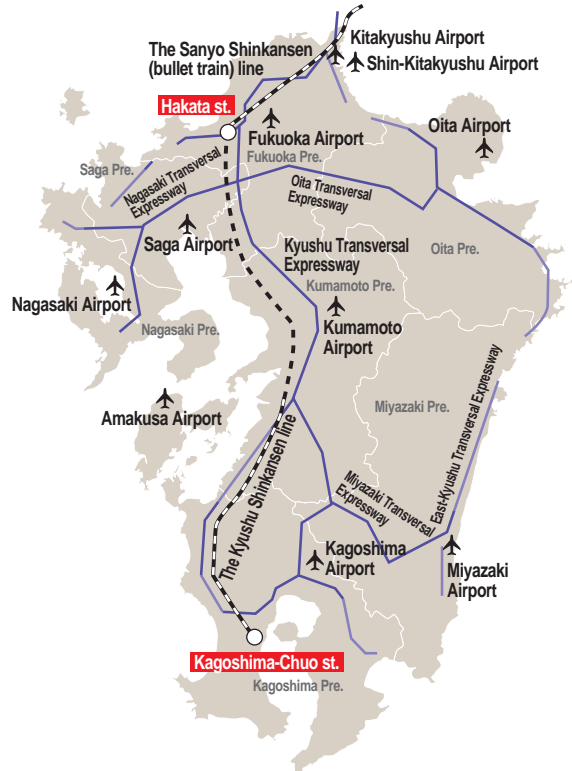 Kitakyushu Airport
The Sanyo Shinkansen
(bullet train) line
Shin-Kitakyushu Airport
Hakata st.
Fukuoka Airport
Oita Airport
Fukuoka Pre.
Saga Pre.
Nagasaki Transversal
Expressway
Oita Transversal
Expressway
Saga Airport
Kyushu Transversal
Expressway
Oita Pre.
Nagasaki Airport
Kumamoto Pre.
Kumamoto
Airport
Nagasaki Pre.
Amakusa Airport
Miyazaki Pre.
East-Kyushu Transversal Expressway
The Kyushu Shinkansen line
Miyazaki Transversal
Expressway
Kagoshima
Airport
Miyazaki
Airport
Kagoshima-Chuo st.
Kagoshima Pre.